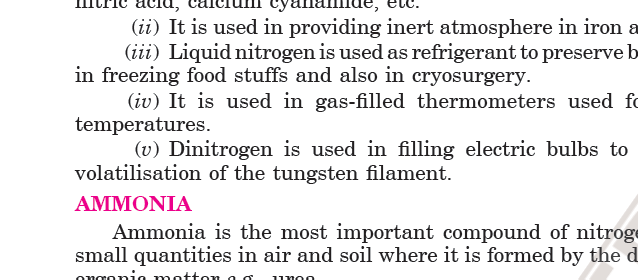 nitric acid, calcium cyanamide, etc.
(ii) It is used in providing inert atmosphere in iron a
(iii) Liquid nitrogen is used as refrigerant to preserve b
in freezing food stuffs and also in cryosurgery.
(iv) It is used in gas-filled thermometers used fo
temperatures.
(v) Dinitrogen is used in filling electric bulbs to
volatilisation of the tungsten filament.
AMMONIA
Ammonia is the most important compound of nitroge
small quantities in air and soil where it is formed by the d
organic matter e.g., urea.